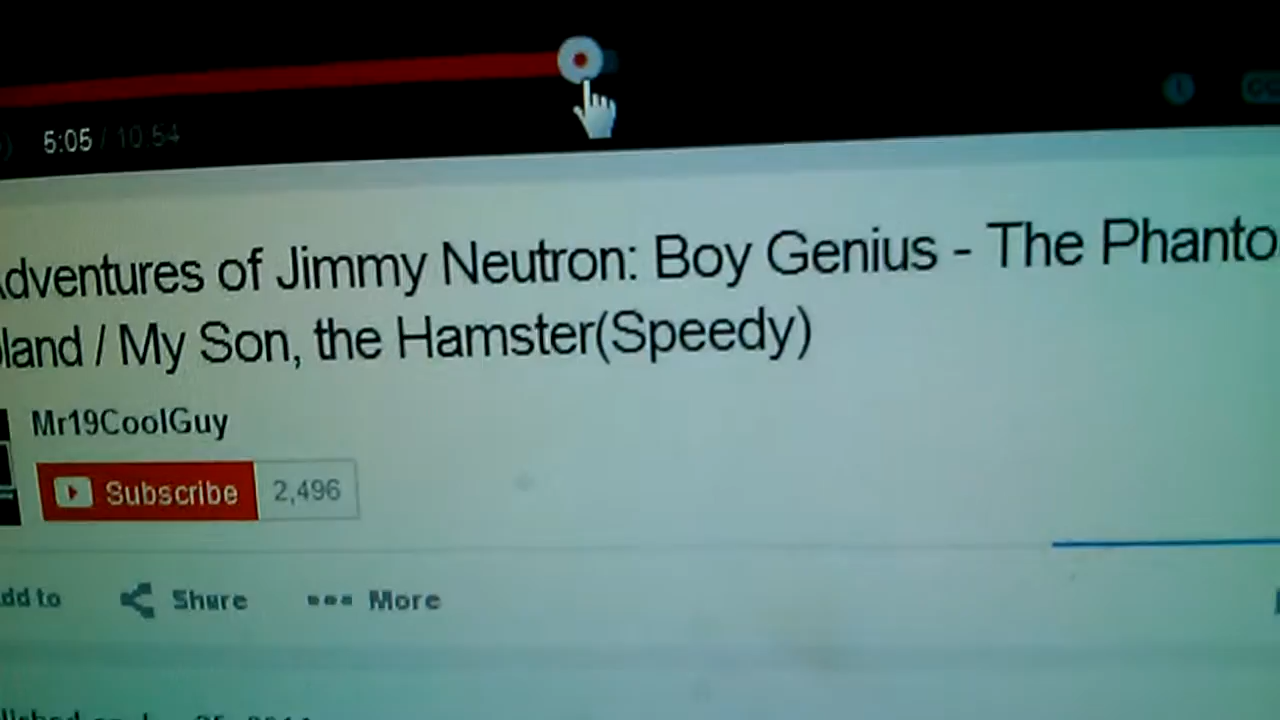 5:05 / 10:54
dventures of Jimmy Neutron: Boy Genius - The Phanto
land / My Son, the Hamster(Speedy)
Mr19CoolGuy
Subscribe 2,496
dd to Share More